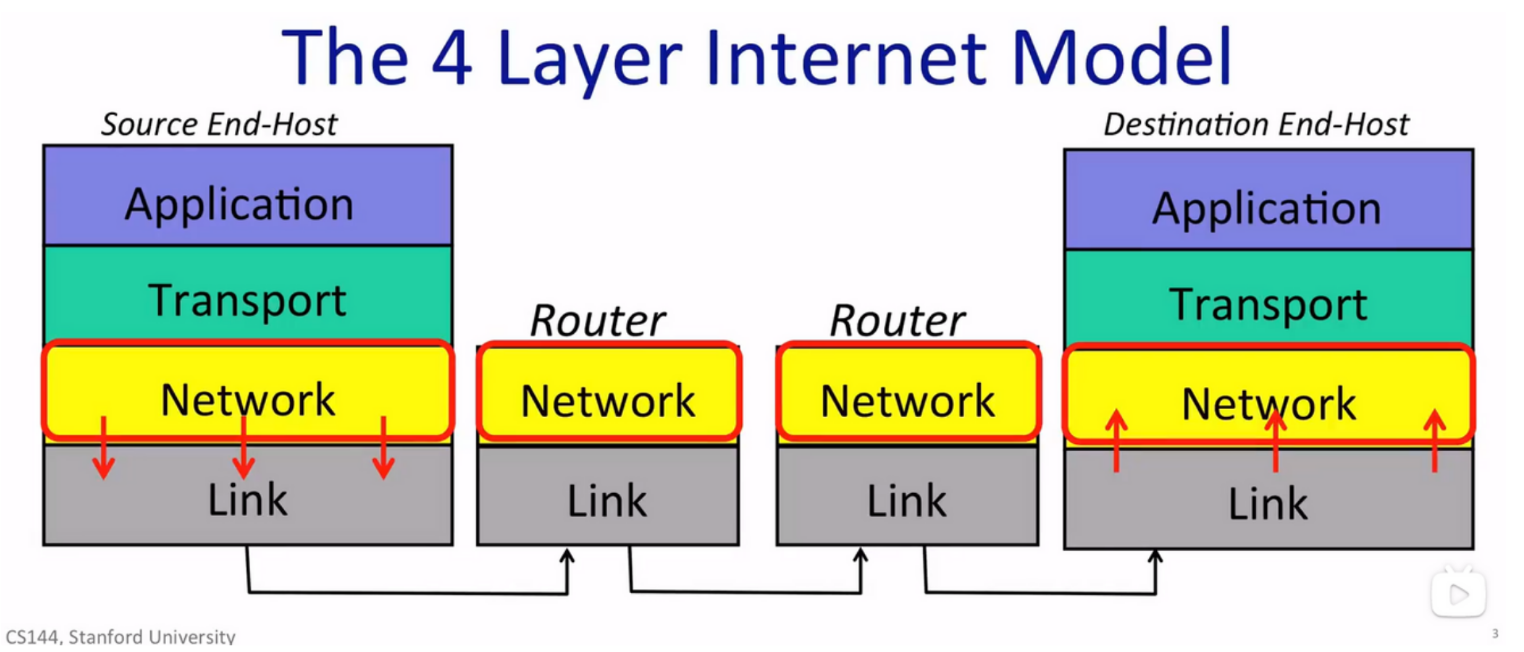 The 4 Layer Internet Model
Source End-Host
Destination End-Host
Application
Application
Transport
Transport
Router
Router
Network
Network
Network
Network
Link
Link
Link
Link
CS144, Stanford University
3